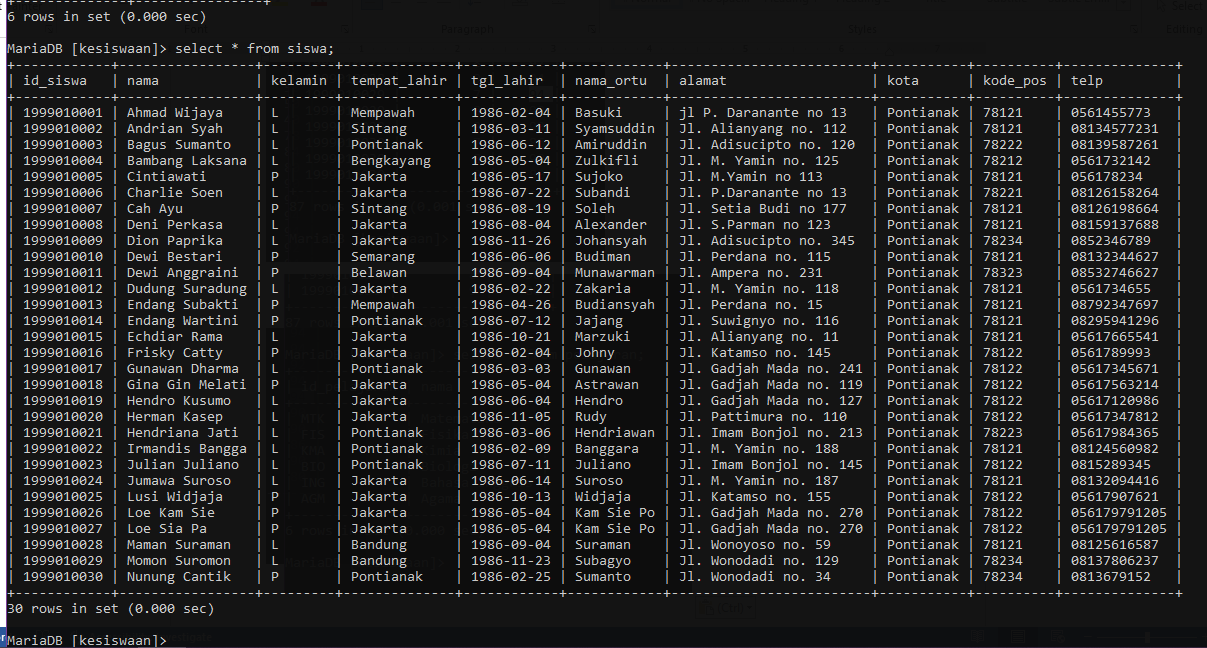 6 rows in set (0.000 sec)
MariaDB [kesiswaan]> select * from siswa;
| id_siswa | nama | kelamin | tempat_lahir | tgl_lahir | nama_ortu | alamat | kota | kode_pos | telp |
| 1999010001 | Ahmad Wijaya | L | Mempawah | 1986-02-04 | Basuki | jl P. Daranante no 13 | Pontianak | 78121 | 0561455773 |
| 1999010002 | Andrian Syah | L | Sintang | 1986-03-11 | Syamsuddin | Jl. Alianyang no. 112 | Pontianak | 78121 | 08134577231 |
| 1999010003 | Bagus Sumanto | L | Pontianak | 1986-06-12 | Amiruddin | Jl. Adisucipto no. 120 | Pontianak | 78222 | 08139587261 |
| 1999010004 | Bambang Laksana | L | Bengkayang | 1986-05-04 | Zulkifli | Jl. M. Yamin no. 125 | Pontianak | 78212 | 0561732142 |
| 1999010005 | Cintiawati | P | Jakarta | 1986-05-17 | Sujoko | Jl. M.Yamin no 113 | Pontianak | 78121 | 056178234 |
| 1999010006 | Charlie Soen | L | Jakarta | 1986-07-22 | Subandi | Jl. P.Daranante no 13 | Pontianak | 78221 | 08126158264 |
| 1999010007 | Cah Ayu | P | Sintang | 1986-08-19 | Soleh | Jl. Setia Budi no 177 | Pontianak | 78121 | 08126198664 |
| 1999010008 | Deni Perkasa | L | Jakarta | 1986-08-04 | Alexander | Jl. S.Parman no 123 | Pontianak | 78121 | 08159137688 |
| 1999010009 | Dion Paprika | L | Jakarta | 1986-11-26 | Johansyah | Jl. Adisucipto no. 345 | Pontianak | 78234 | 0852346789 |
| 1999010010 | Dewi Bestari | P | Semarang | 1986-06-06 | Budiman | Jl. Perdana no. 115 | Pontianak | 78121 | 08132344627 |
| 1999010011 | Dewi Anggraini | P | Belawan | 1986-09-04 | Munawarman | Jl. Ampera no. 231 | Pontianak | 78323 | 08532746627 |
| 1999010012 | Dudung Suradung | L | Jakarta | 1986-02-22 | Zakaria | Jl. M. Yamin no. 118 | Pontianak | 78121 | 0561734655 |
| 1999010013 | Endang Subakti | P | Mempawah | 1986-04-26 | Budiansyah | Jl. Perdana no. 15 | Pontianak | 78121 | 08792347697 |
| 1999010014 | Endang Wartini | P | Pontianak | 1986-07-12 | Jajang | Jl. Suwignyo no. 116 | Pontianak | 78121 | 08295941296 |
| 1999010015 | Echdiar Rama | L | Jakarta | 1986-10-21 | Marzuki | Jl. Alianyang no. 11 | Pontianak | 78121 | 05617665541 |
| 1999010016 | Frisky Catty | P | Jakarta | 1986-02-04 | Johny | Jl. Katamso no. 145 | Pontianak | 78122 | 0561789993 |
| 1999010017 | Gunawan Dharma | L | Pontianak | 1986-03-03 | Gunawan | Jl. Gadjah Mada no. 241 | Pontianak | 78122 | 05617345671 |
| 1999010018 | Gina Gin Melati | P | Jakarta | 1986-05-04 | Astrawan | Jl. Gadjah Mada no. 119 | Pontianak | 78122 | 05617563214 |
| 1999010019 | Hendro Kusumo | L | Jakarta | 1986-06-04 | Hendro | Jl. Gadjah Mada no. 127 | Pontianak | 78122 | 05617120986 |
| 1999010020 | Herman Kasep | L | Jakarta | 1986-11-05 | Rudy | Jl. Pattimura no. 110 | Pontianak | 78122 | 05617347812 |
| 1999010021 | Hendriana Jati | L | Pontianak | 1986-03-06 | Hendriawan | Jl. Imam Bonjol no. 213 | Pontianak | 78223 | 05617984365 |
| 1999010022 | Irmandis Bangga | L | Pontianak | 1986-02-09 | Banggara | Jl. M. Yamin no. 188 | Pontianak | 78121 | 08124560982 |
| 1999010023 | Julian Juliano | L | Pontianak | 1986-07-11 | Juliano | Jl. Imam Bonjol no. 145 | Pontianak | 78122 | 0815289345 |
| 1999010024 | Jumawa Suroso | L | Jakarta | 1986-06-14 | Suroso | Jl. M. Yamin no. 187 | Pontianak | 78121 | 08132094416 |
| 1999010025 | Lusi Widjaja | P | Jakarta | 1986-10-13 | Widjaja | Jl. Katamso no. 155 | Pontianak | 78122 | 05617907621 |
| 1999010026 | Loe Kam Sie | P | Jakarta | 1986-05-04 | Kam Sie Po | Jl. Gadjah Mada no. 270 | Pontianak | 78122 | 056179791205 |
| 1999010027 | Loe Sia Pa | P | Jakarta | 1986-05-04 | Kam Sie Po | Jl. Gadjah Mada no. 270 | Pontianak | 78122 | 056179791205 |
| 1999010028 | Maman Suraman | L | Bandung | 1986-09-04 | Suraman | Jl. Wonoyoso no. 59 | Pontianak | 78121 | 08125616587 |
| 1999010029 | Momon Suromon | L | Bandung | 1986-11-23 | Subagyo | Jl. Wonodadi no. 129 | Pontianak | 78234 | 08137806237 |
| 1999010030 | Nunung Cantik | P | Pontianak | 1986-02-25 | Sumanto | Jl. Wonodadi no. 34 | Pontianak | 78234 | 0813679152 |
30 rows in set (0.000 sec)
MariaDB [kesiswaan]>